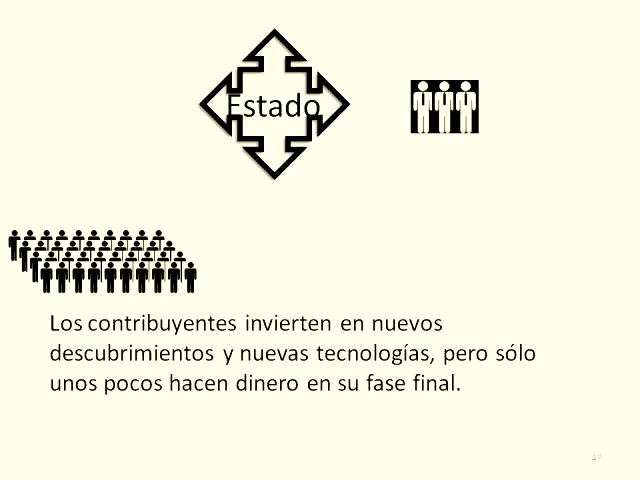 Estado
Los contribuyentes invierten en nuevos
descubrimientos y nuevas tecnologías, pero sólo
unos pocos hacen dinero en su fase final.
47